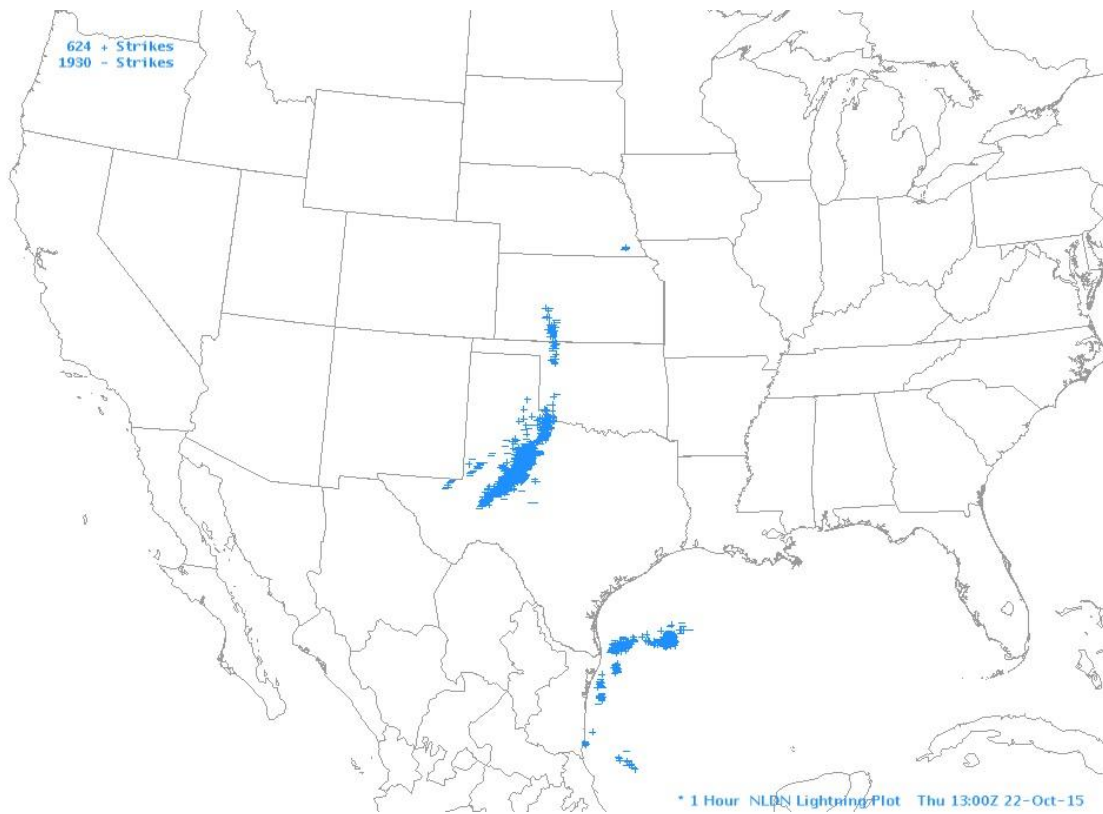 624 + Strikes
1930 - Strikes
* 1 Hour NLDN Lightning Plot Thu 13:00Z 22-Oct-15